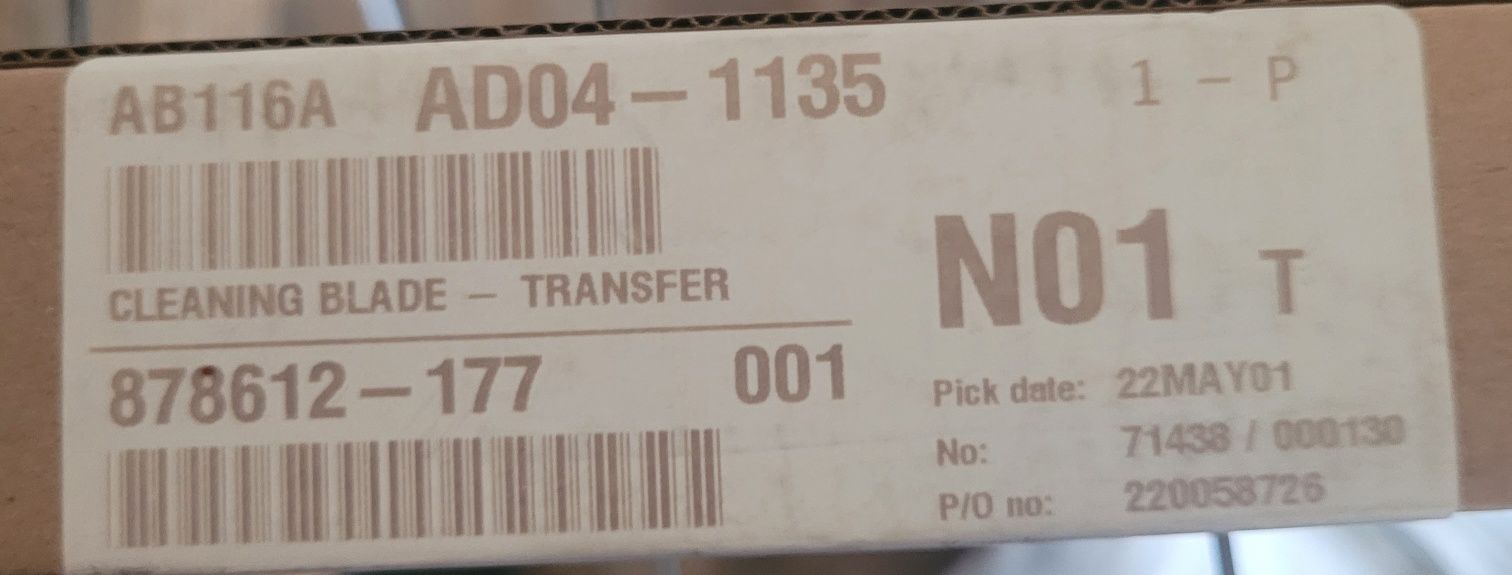 AB116A AD04-1135 1 - P
CLEANING BLADE - TRANSFER
N01 T
878612-177 001
Pick date: 22MAY01
No: 71438 / 000130
P/O no: 220058726